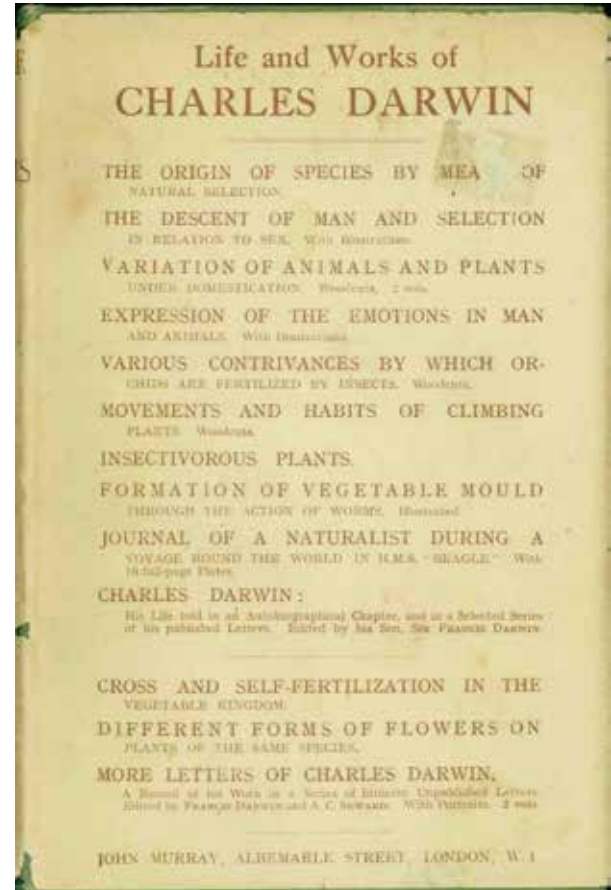 Life and Works of
CHARLES DARWIN
THE ORIGIN OF SPECIES BY MEA OF
NATURAL SELECTION.
THE DESCENT OF MAN AND SELECTION
IN RELATION TO SEX. With Illustrations.
VARIATION OF ANIMALS AND PLANTS
UNDER DOMESTICATION. Woodcuts. 2 vols.
EXPRESSION OF THE EMOTIONS IN MAN
AND ANIMALS. With Illustrations.
VARIOUS CONTRIVANCES BY WHICH OR-
CHIDS ARE FERTILIZED BY INSECTS. Woodcuts.
MOVEMENTS AND HABITS OF CLIMBING
PLANTS. Woodcuts.
INSECTIVOROUS PLANTS.
FORMATION OF VEGETABLE MOULD
THROUGH THE ACTION OF WORMS. Illustrated.
JOURNAL OF A NATURALIST DURING A
VOYAGE ROUND THE WORLD IN H.M.S. "BEAGLE." With
16 full-page Plates.
CHARLES DARWIN:
His Life told in an Autobiographical Chapter, and in a Selected Series
of his published Letters. Edited by his Son, Sir FRANCIS DARWIN.
CROSS AND SELF-FERTILIZATION IN THE
VEGETABLE KINGDOM.
DIFFERENT FORMS OF FLOWERS ON
PLANTS OF THE SAME SPECIES.
MORE LETTERS OF CHARLES DARWIN.
A Record of his Work in a Series of hitherto Unpublished Letters.
Edited by FRANCIS DARWIN and A. C. SEWARD. With Portraits. 2 vols.
JOHN MURRAY, ALBEMARLE STREET, LONDON, W.1